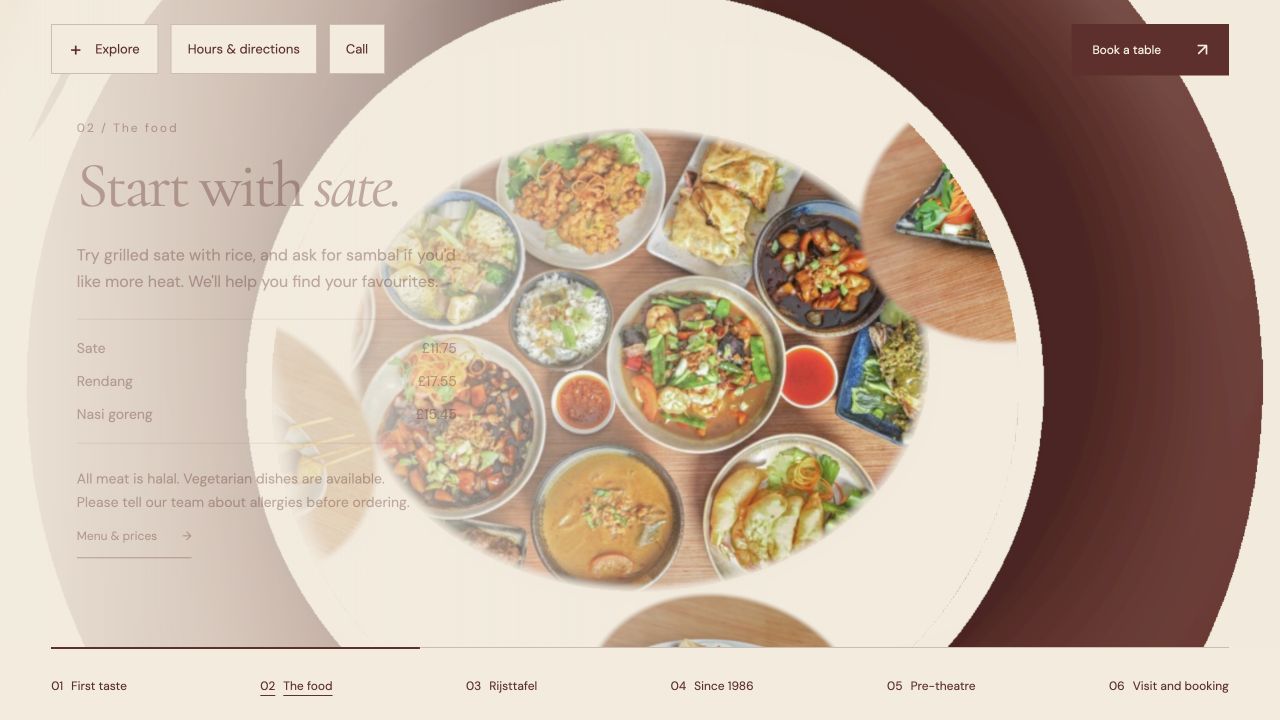 + Explore
Hours & directions
Call
Book a table
02 / The food
Start with sate.
Try grilled sate with rice, and ask for sambal if you'd
like more heat. We'll help you find your favourites.
Sate £11.75
Rendang £17.55
Nasi goreng £15.45
All meat is halal. Vegetarian dishes are available.
Please tell our team about allergies before ordering.
Menu & prices →
01 First taste
02 The food
03 Rijsttafel
04 Since 1986
05 Pre-theatre
06 Visit and booking